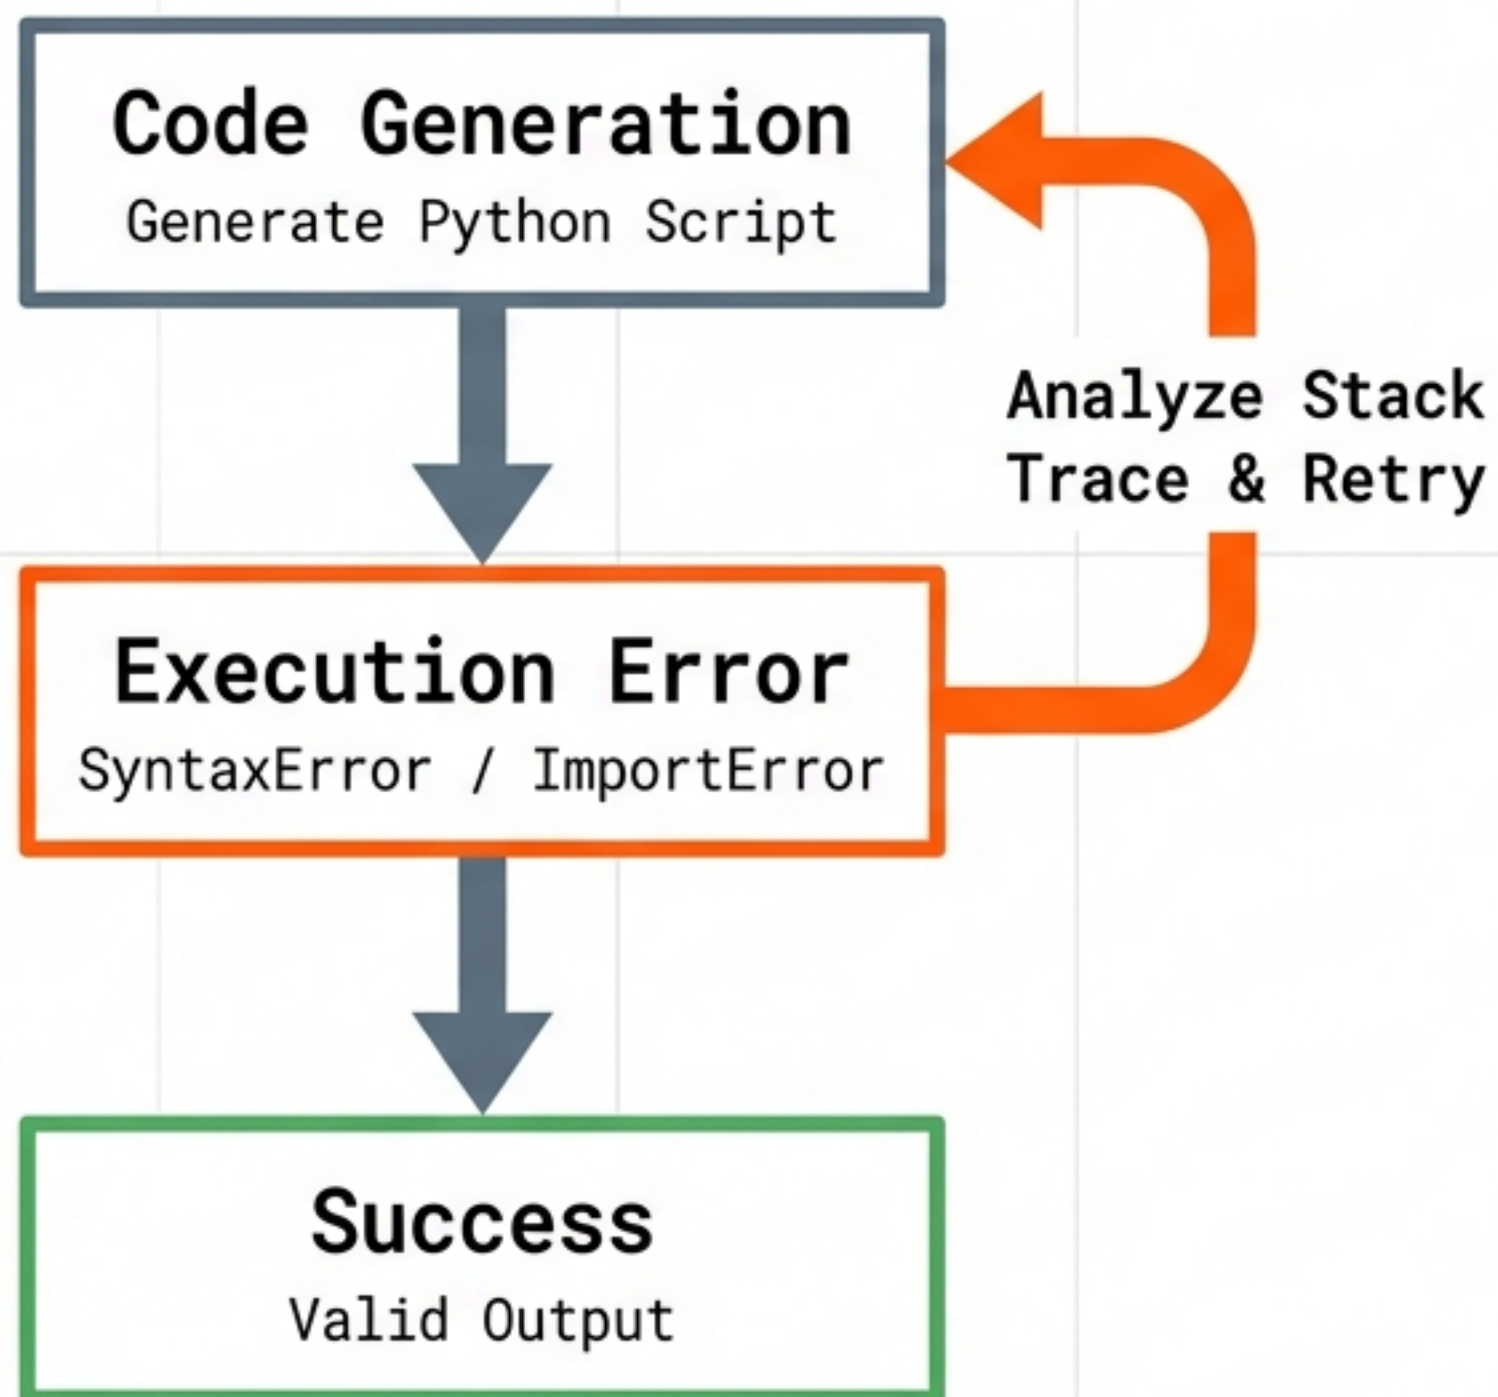 Code Generation
Generate Python Script
Analyze Stack
Trace & Retry
Execution Error
SyntaxError / ImportError
Success
Valid Output